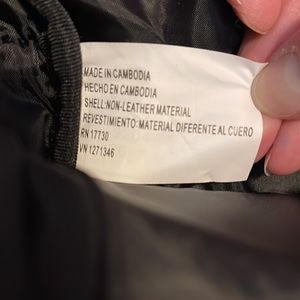 MADE IN CAMBODIA
HECHO EN CAMBODIA
SHELL:NON-LEATHER MATERIAL
REVESTIMIENTO:MATERIAL DIFERENTE AL CUERO
RN 17730
VN 1271346